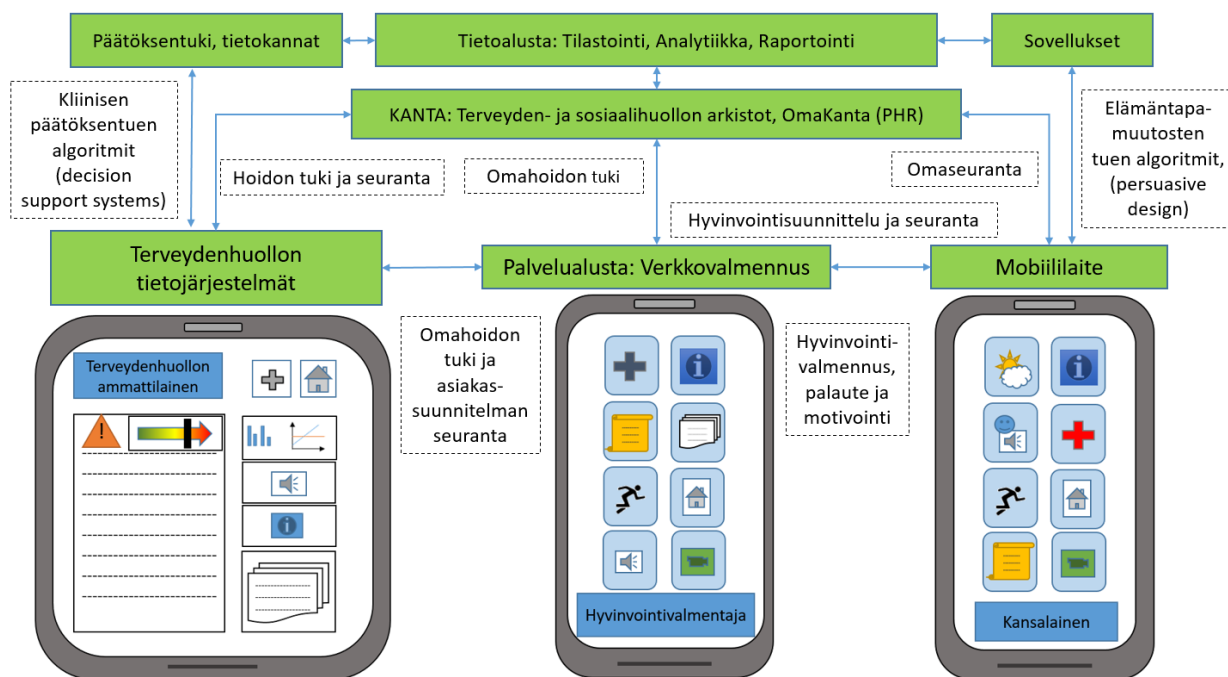 Päätöksentuki, tietokannat
Tietoalusta: Tilastointi, Analytiikka, Raportointi
Sovellukset
KANTA: Terveyden- ja sosiaalihuollon arkistot, OmaKanta (PHR)
Kliinisen
päätöksentuen
algoritmit
(decision
support systems)
Hoidon tuki ja seuranta
Omahoidon tuki
Omaseuranta
Elämäntapa-
muutosten
tuen algoritmit,
(persuasive
design)
Hyvinvointisuunnittelu ja seuranta
Terveydenhuollon
tietojärjestelmät
Palvelualusta: Verkkovalmennus
Mobiililaite
Omahoidon
tuki ja
asiakas-
suunnitelman
seuranta
Hyvinvointi-
valmennus,
palaute ja
motivointi
Terveydenhuollon
ammattilainen
!
i
i
i
Hyvinvointivalmentaja
Kansalainen